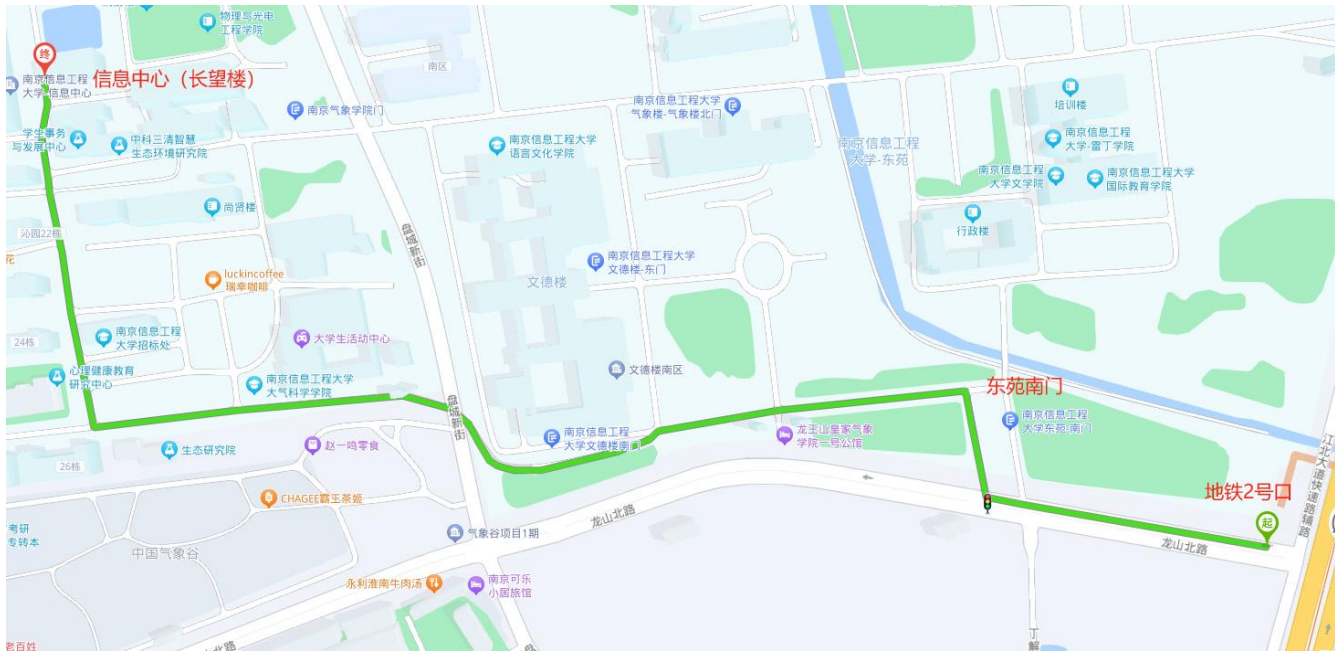 物理与光电
工程学院
终
南京信息工程
大学-信息中心
信息中心（长望楼）
南区
南京气象学院门
南京信息工程大学
气象楼-气象楼北门
培训楼
学生事务
与发展中心
中科三清智慧
生态环境研究院
南京信息工程大学
语言文化学院
南京信息工程
大学-东苑
南京信息工程
大学-雷丁学院
南京信息工程
大学文学院
南京信息工程大学
国际教育学院
尚贤楼
沁园22栋
盘城新街
行政楼
花
luckincoffee
瑞幸咖啡
南京信息工程大学
文德楼-东门
文德楼
南京信息工程
大学招标处
大学生活动中心
24栋
心理健康教育
研究中心
南京信息工程大学
大气科学学院
文德楼南区
东苑南门
盘城新街
南京信息工程
大学文德楼南门
龙王山皇家气象
学院一号公馆
南京信息工程
大学东苑-南门
生态研究院
赵一鸣零食
26栋
江北大道快速路辅路
CHAGEE霸王茶姬
地铁2号口
起
龙山北路
考研
专转本
中国气象谷
气象谷项目1期
龙山北路
永利淮南牛肉汤
南京可乐
小居旅馆
老百姓
山北路
盘
丁解